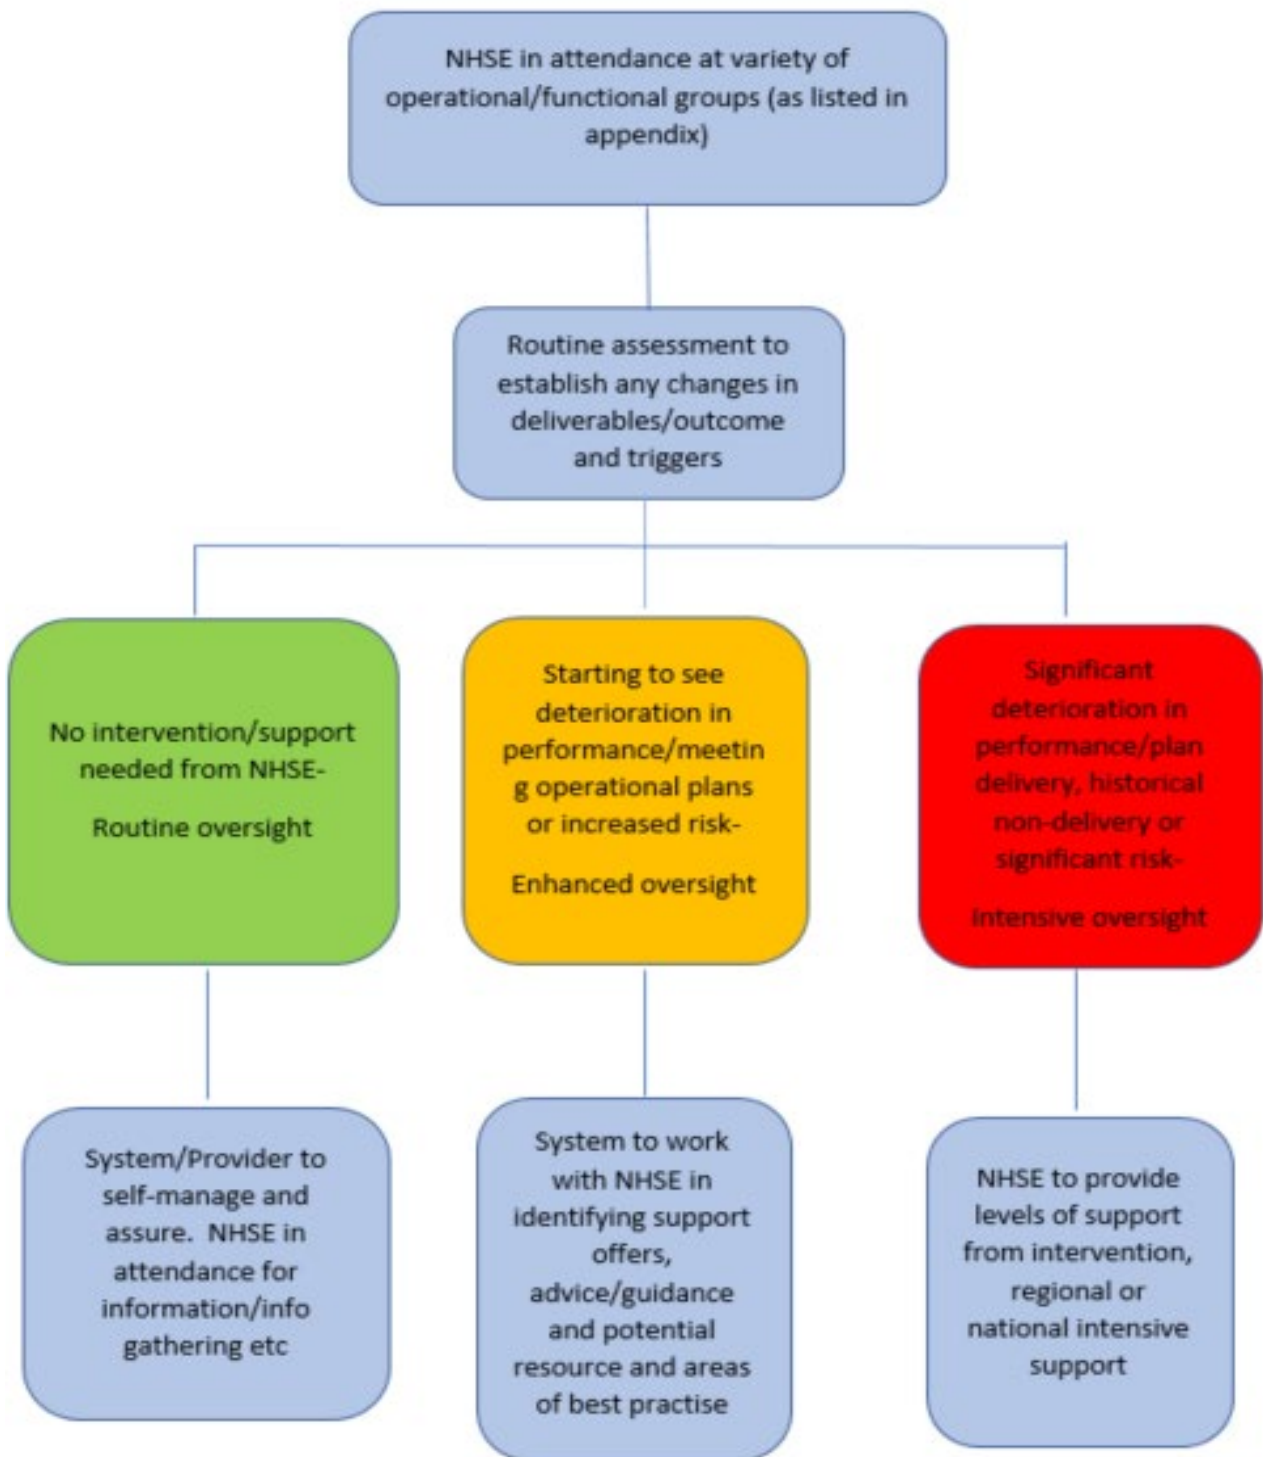 NHSE in attendance at variety of
operational/functional groups (as listed in
appendix)
Routine assessment to
establish any changes in
deliverables/outcome
and triggers
No intervention/support
needed from NHSE-
Routine oversight
Starting to see
deterioration in
performance/meetin
g operational plans
or increased risk-
Enhanced oversight
Significant
deterioration in
performance/plan
delivery, historical
non-delivery or
significant risk-
Intensive oversight
System/Provider to
self-manage and
assure.  NHSE in
attendance for
information/info
gathering etc
System to work
with NHSE in
identifying support
offers,
advice/guidance
and potential
resource and areas
of best practise
NHSE to provide
levels of support
from intervention,
regional or
national intensive
support